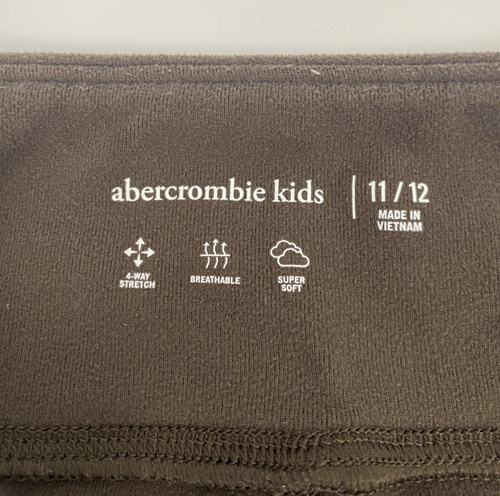 abercrombie kids
11 / 12
MADE IN
VIETNAM
4-WAY
STRETCH
BREATHABLE
SUPER
SOFT